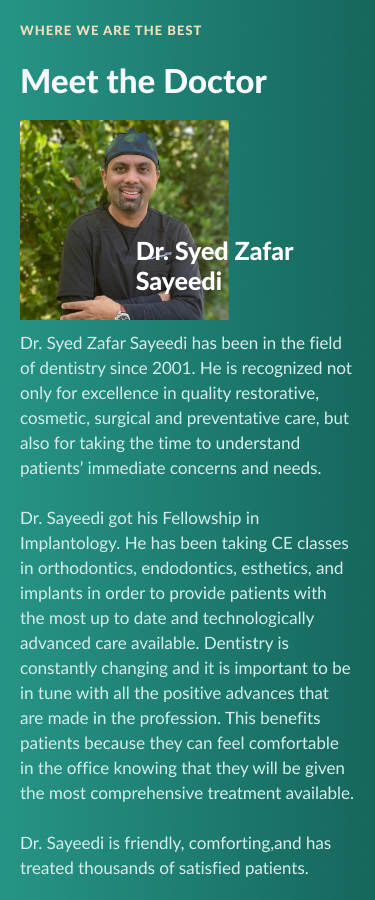 WHERE WE ARE THE BEST
Meet the Doctor
Dr. Syed Zafar
Sayeedi
Dr. Syed Zafar Sayeedi has been in the field
of dentistry since 2001. He is recognized not
only for excellence in quality restorative,
cosmetic, surgical and preventative care, but
also for taking the time to understand
patients’ immediate concerns and needs.
Dr. Sayeedi got his Fellowship in
Implantology. He has been taking CE classes
in orthodontics, endodontics, esthetics, and
implants in order to provide patients with
the most up to date and technologically
advanced care available. Dentistry is
constantly changing and it is important to be
in tune with all the positive advances that
are made in the profession. This benefits
patients because they can feel comfortable
in the office knowing that they will be given
the most comprehensive treatment available.
Dr. Sayeedi is friendly, comforting,and has
treated thousands of satisfied patients.